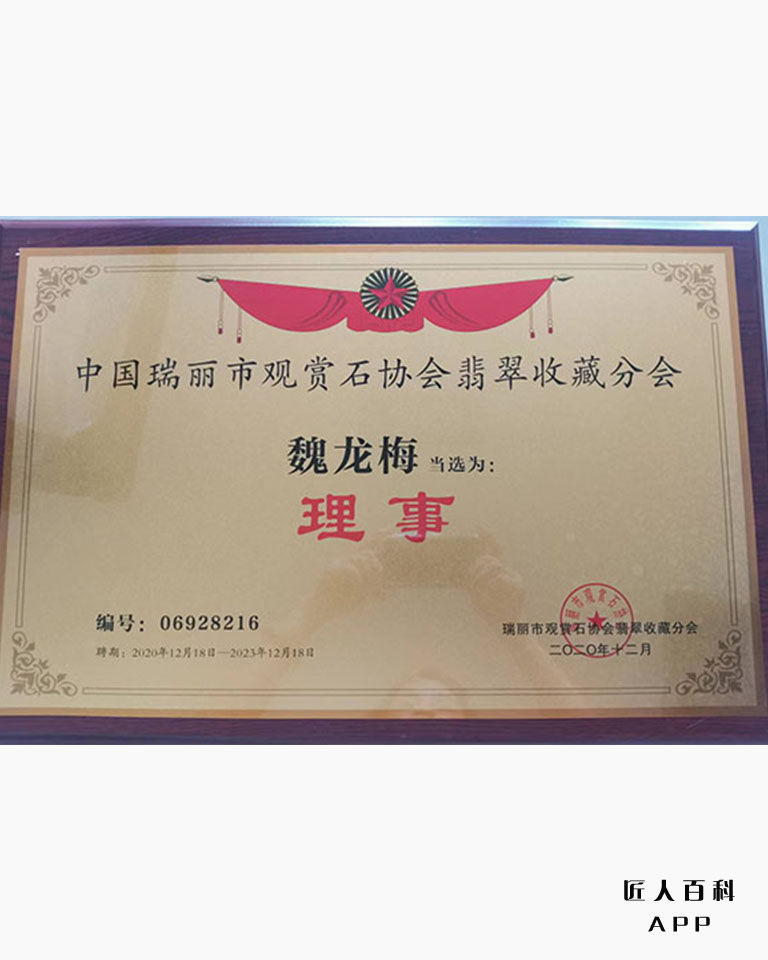 中国瑞丽市观赏石协会翡翠收藏分会
魏龙梅 当选为：
理事
编号：06928216
聘期：2020年12月18日—2023年12月18日
瑞丽市观赏石协会翡翠收藏分会
二〇二〇年十二月
匠人百科
APP